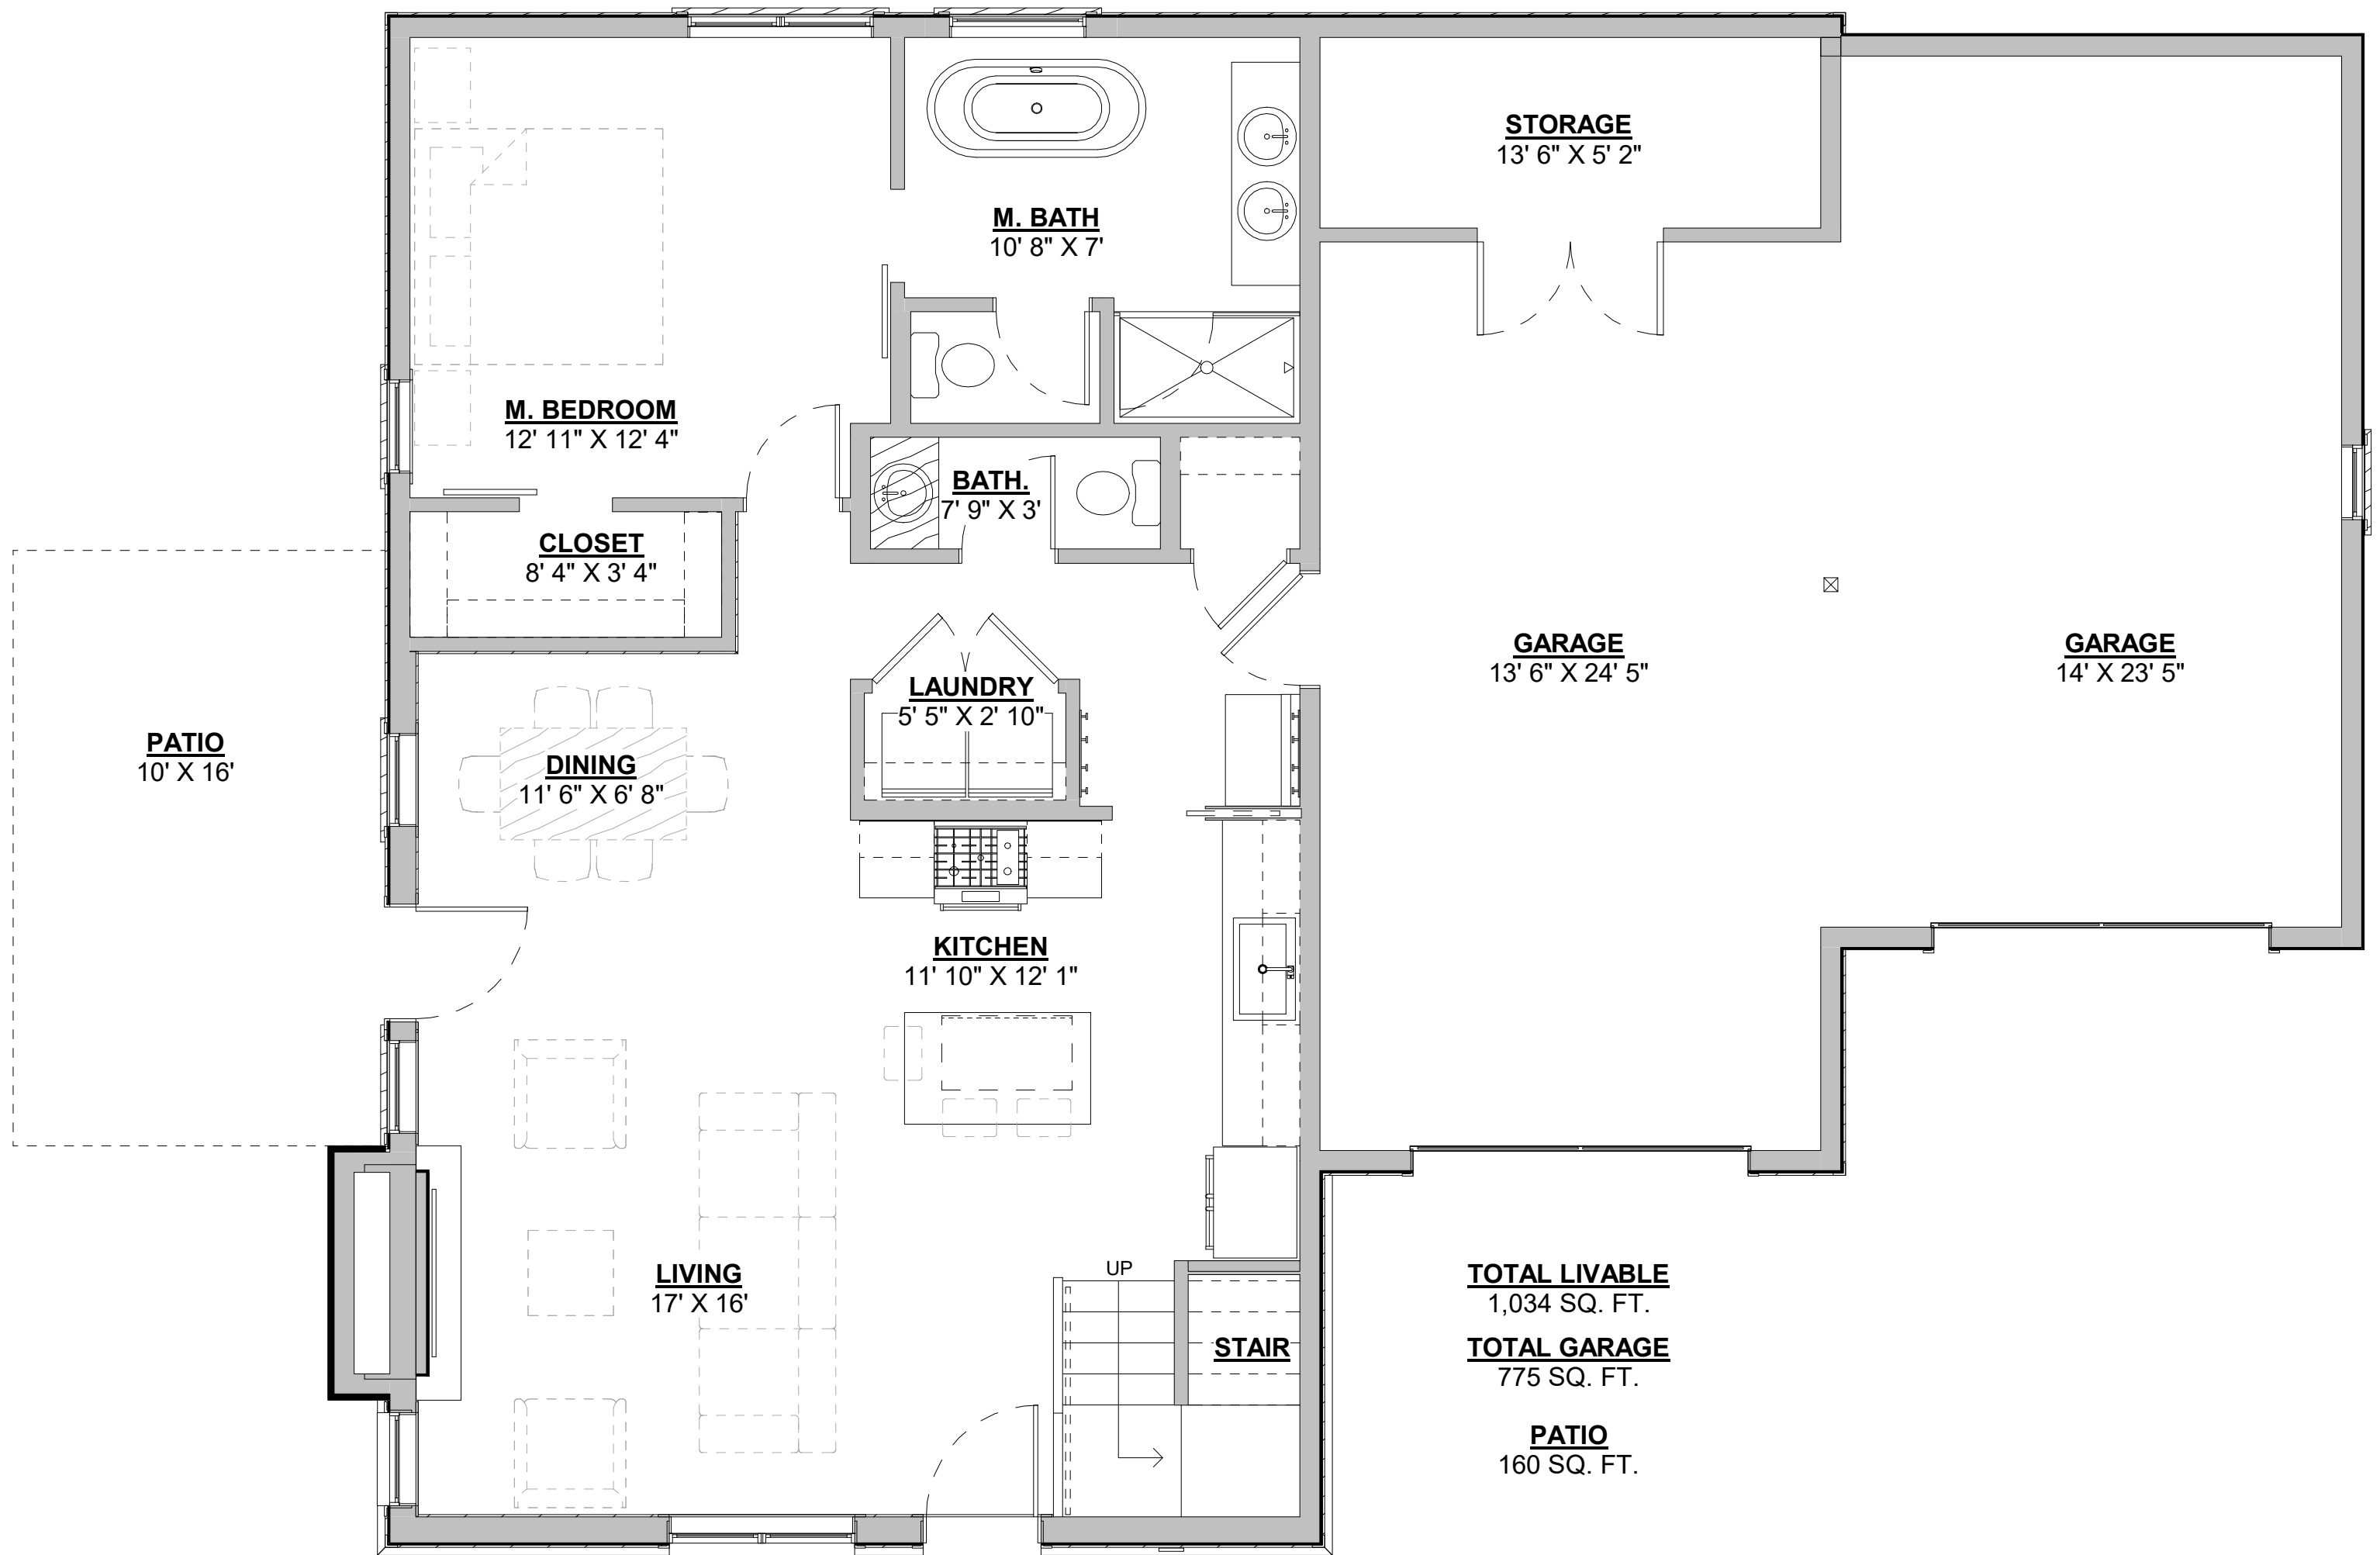 STORAGE
13' 6" X 5' 2"
M. BATH
10' 8" X 7'
M. BEDROOM
12' 11" X 12' 4"
BATH.
7' 9" X 3'
CLOSET
8' 4" X 3' 4"
GARAGE
13' 6" X 24' 5"
GARAGE
14' X 23' 5"
LAUNDRY
5' 5" X 2' 10"
PATIO
10' X 16'
DINING
11' 6" X 6' 8"
KITCHEN
11' 10" X 12' 1"
LIVING
17' X 16'
UP
STAIR
TOTAL LIVABLE
1,034 SQ. FT.
TOTAL GARAGE
775 SQ. FT.
PATIO
160 SQ. FT.